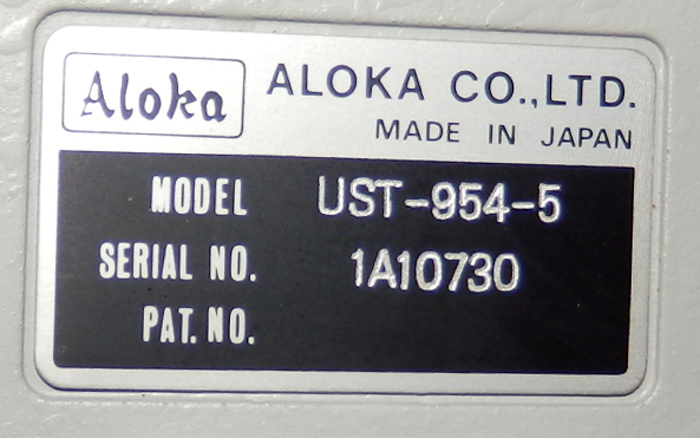 Aloka
ALOKA CO.,LTD.
MADE IN JAPAN
MODEL UST-954-5
SERIAL NO. 1A10730
PAT. NO.